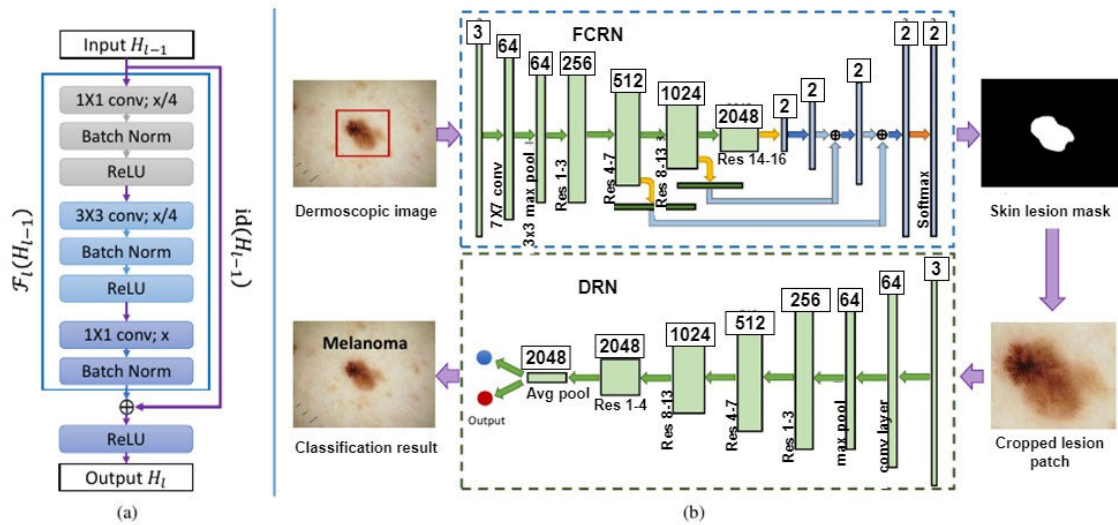 Input H_{l-1}
1X1 conv; x/4
Batch Norm
ReLU
3X3 conv; x/4
Batch Norm
ReLU
1X1 conv; x
Batch Norm
⊕
ReLU
Output H_l
ℱ_l(H_{l-1})
id(H_{l-1})
(a)
FCRN
3
64
64
256
512
1024
2048
2
2
2
2
2
7X7 conv
3x3 max pool
Res 1-3
Res 4-7
Res 8-13
Res 14-16
⊕
⊕
Softmax
Dermoscopic image
Skin lesion mask
DRN
3
64
64
256
512
1024
2048
2048
conv layer
max pool
Res 1-3
Res 4-7
Res 8-13
Res 1-4
Avg pool
Output
Melanoma
Classification result
Cropped lesion
patch
(b)